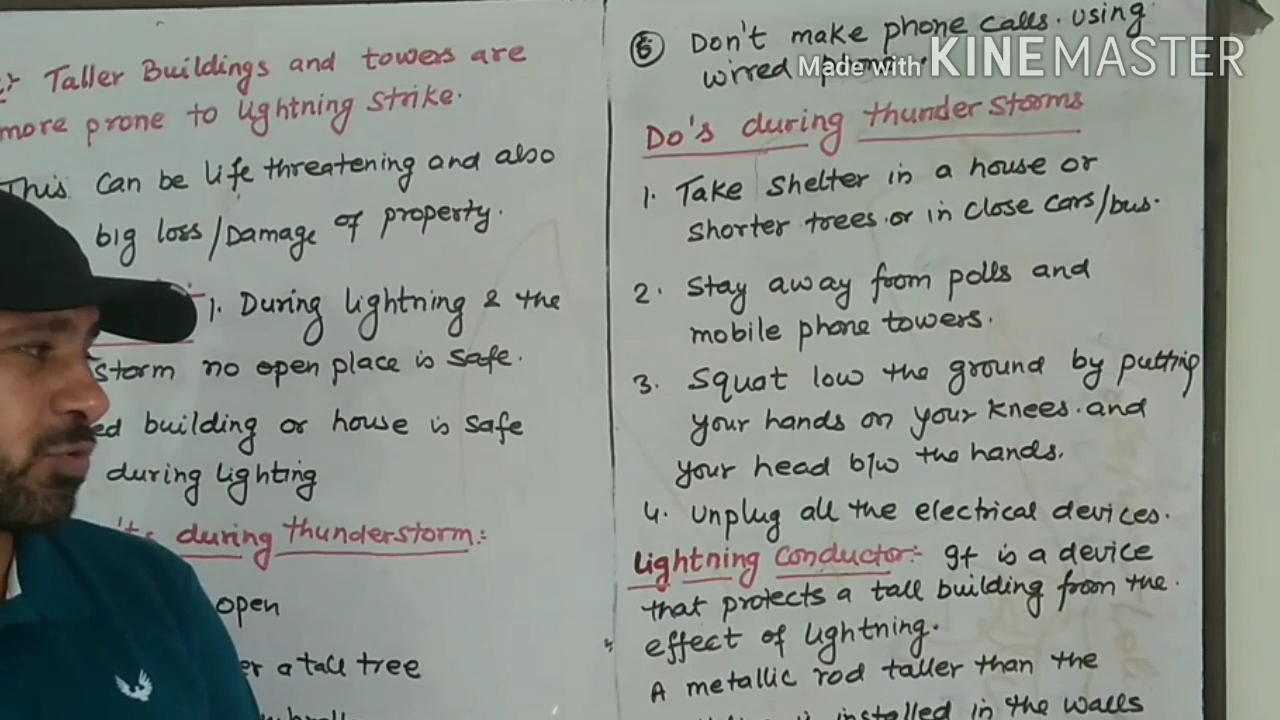 Taller Buildings and towers are
more prone to lightning strike.
This can be life threatening and also
big loss/Damage of property.
1. During lightning & the
storm no open place is safe.
building or house is safe
during lighting
during thunderstorm:-
open
a tall tree
⑤ Don't make phone calls. using
wirred
Made with KINEMASTER
Do's during thunder storms
1. Take shelter in a house or
shorter trees. or in close cars/bus.
2. Stay away from polls and
mobile phone towers.
3. Squat low the ground by putting
your hands on your knees. and
your head b/w the hands.
4. Unplug all the electrical devices.
Lightning Conductor:- It is a device
that protects a tall building from the
effect of lightning.
A metallic rod taller than the
installed in the walls